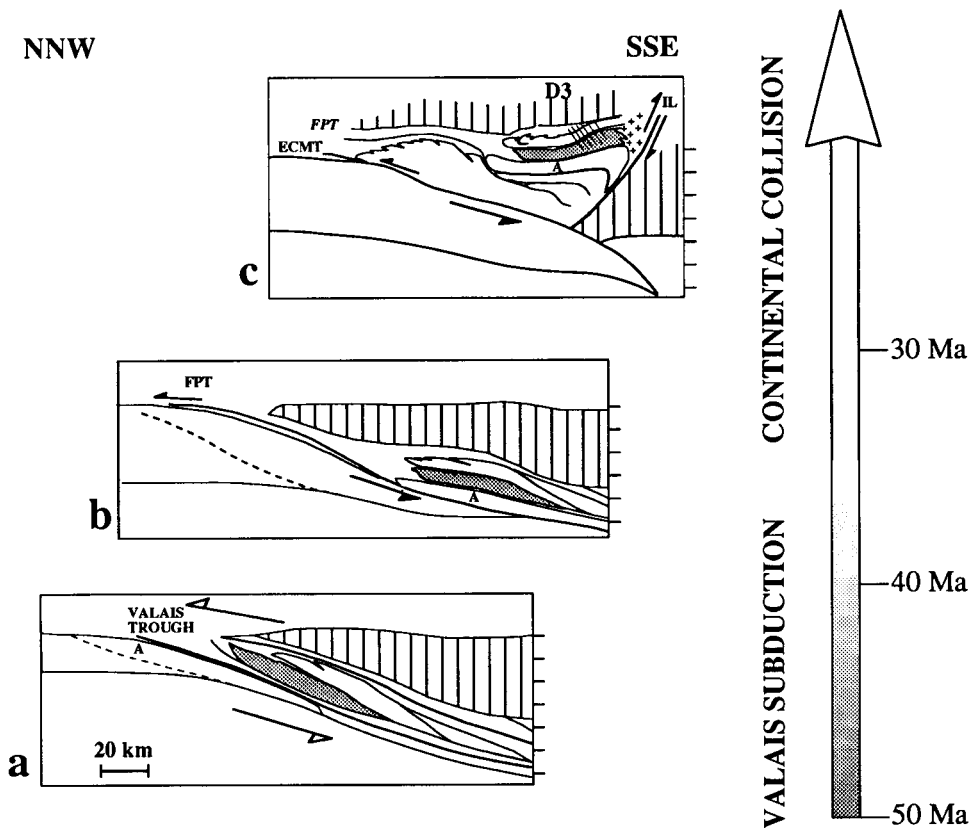 NNW
SSE
D3
IL
FPT
ECMT
A
c
FPT
A
b
VALAIS
TROUGH
A
20 km
a
CONTINENTAL COLLISION
VALAIS SUBDUCTION
30 Ma
40 Ma
50 Ma